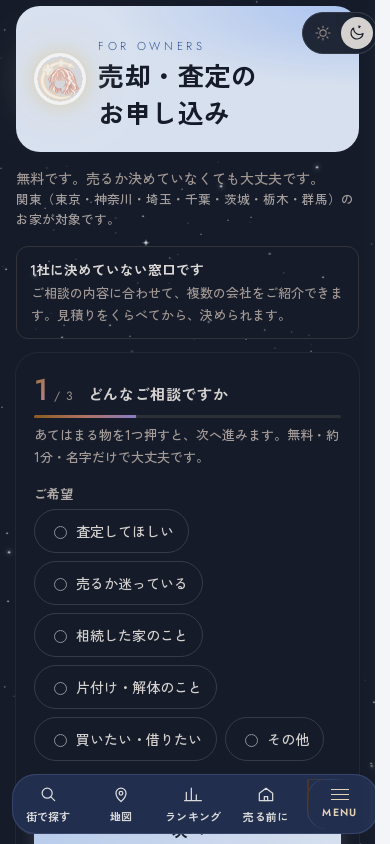 FOR OWNERS
売却・査定の
お申し込み
無料です。売るか決めていなくても大丈夫です。
関東（東京・神奈川・埼玉・千葉・茨城・栃木・群馬）の
お家が対象です。
1社に決めていない窓口です
ご相談の内容に合わせて、複数の会社をご紹介できま
す。見積りをくらべてから、決められます。
1 / 3 どんなご相談ですか
あてはまる物を1つ押すと、次へ進みます。無料・約
1分・名字だけで大丈夫です。
ご希望
査定してほしい
売るか迷っている
相続した家のこと
片付け・解体のこと
買いたい・借りたい
その他
街で探す
地図
ランキング
売る前に
MENU